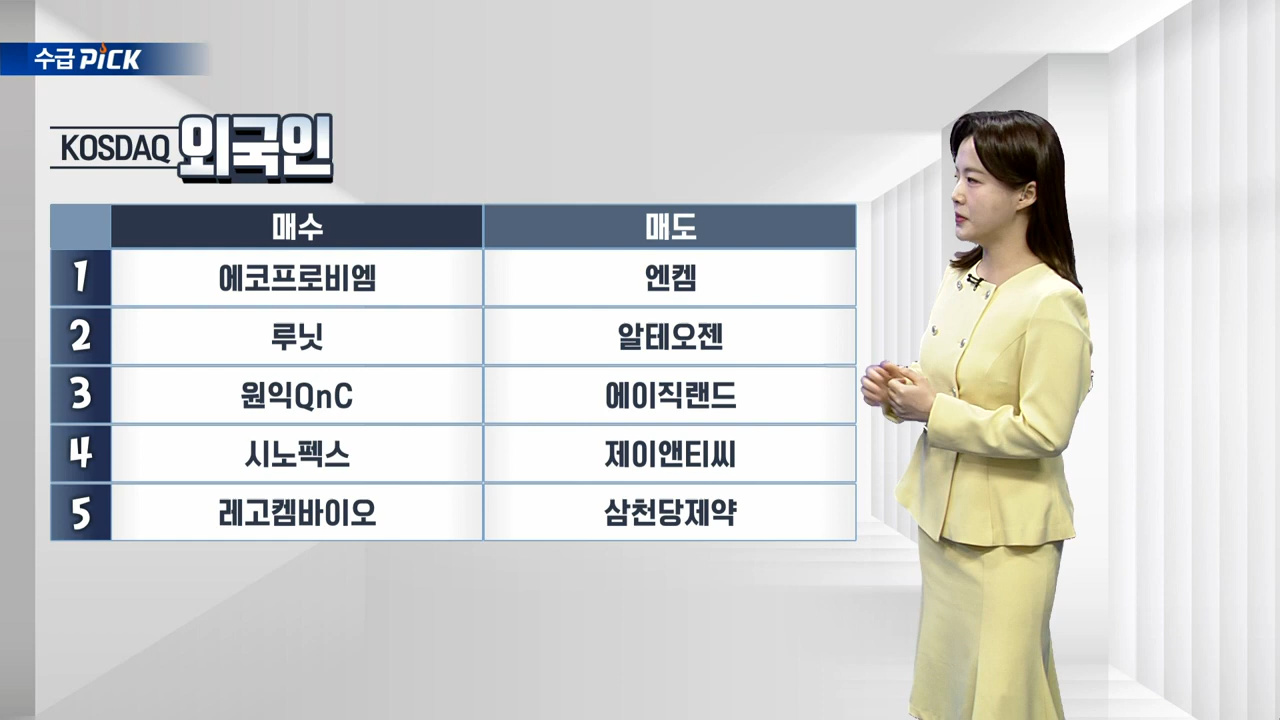 수급 PiCK
KOSDAQ 외국인
매수 매도
1 에코프로비엠 엔켐
2 루닛 알테오젠
3 원익QnC 에이직랜드
4 시노펙스 제이앤티씨
5 레고켐바이오 삼천당제약